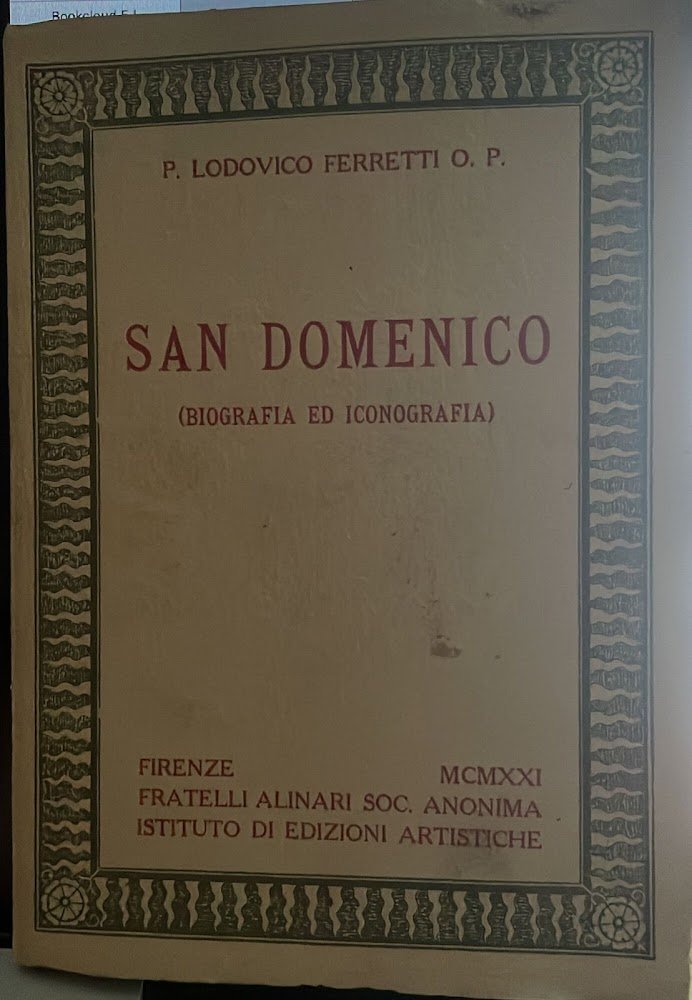 P. LODOVICO FERRETTI O. P.
SAN DOMENICO
(BIOGRAFIA ED ICONOGRAFIA)
FIRENZE MCMXXI
FRATELLI ALINARI SOC. ANONIMA
ISTITUTO DI EDIZIONI ARTISTICHE